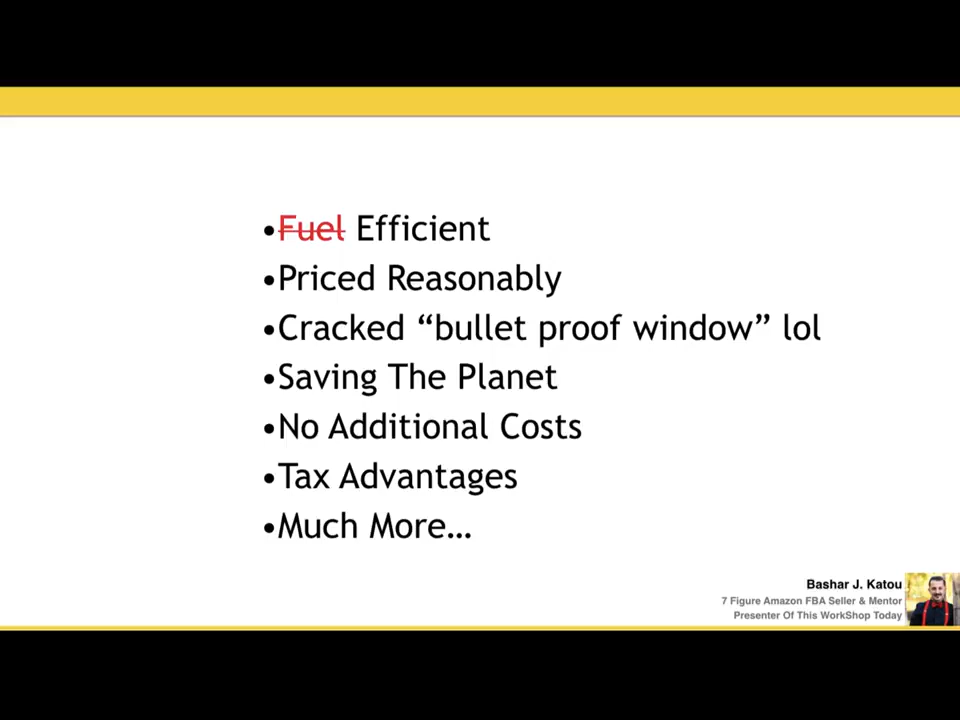 •Fuel Efficient
•Priced Reasonably
•Cracked “bullet proof window” lol
•Saving The Planet
•No Additional Costs
•Tax Advantages
•Much More…
Bashar J. Katou
7 Figure Amazon FBA Seller & Mentor
Presenter Of This WorkShop Today